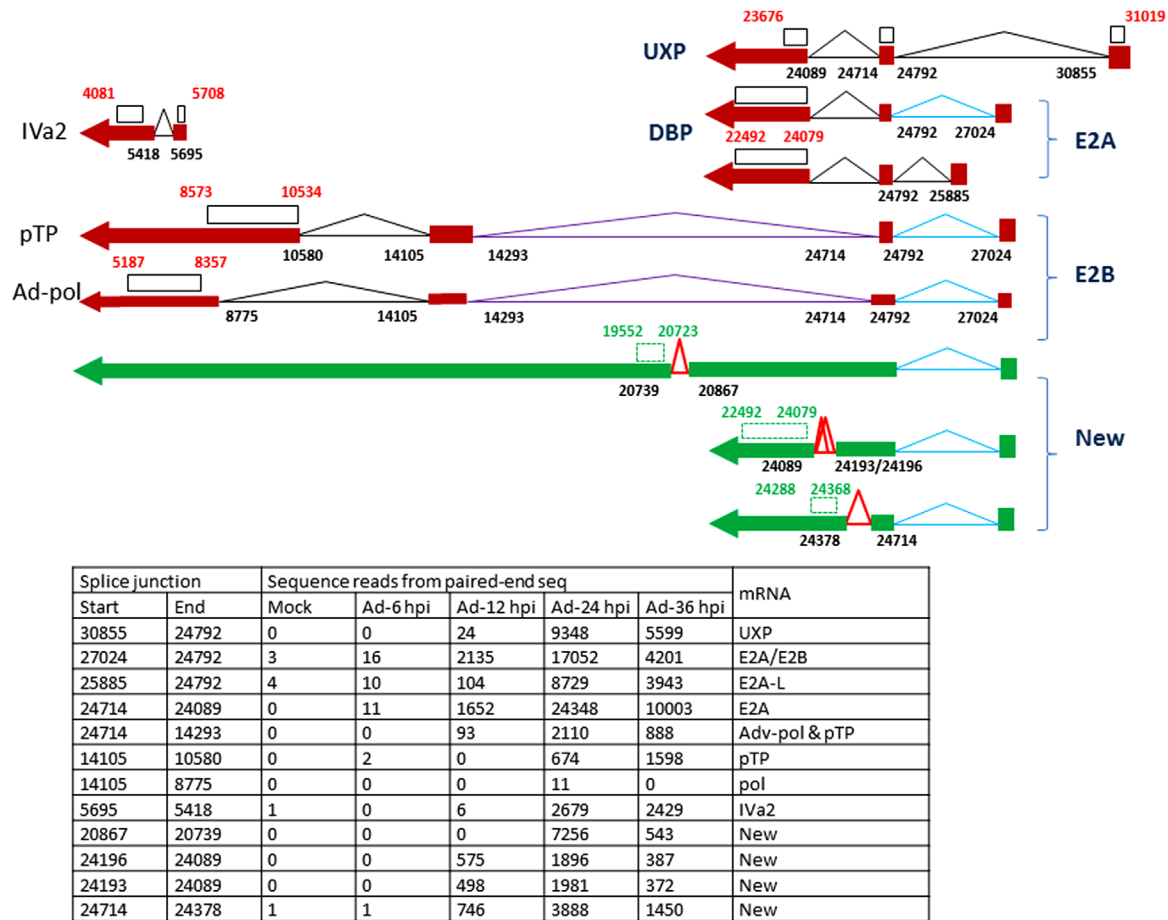 23676 31019
UXP
24089 24714 24792 30855
4081 5708
IVa2
5418 5695
DBP
24792 27024
E2A
22492 24079
24792 25885
8573 10534
pTP
10580 14105 14293 24714 24792 27024
E2B
5187 8357
Ad-pol
8775 14105 14293 24714 24792 27024
19552 20723
20739 20867
22492 24079
New
24089 24193/24196
24288 24368
24378 24714
Splice junction Sequence reads from paired-end seq mRNA
Start End Mock Ad-6 hpi Ad-12 hpi Ad-24 hpi Ad-36 hpi
30855 24792 0 0 24 9348 5599 UXP
27024 24792 3 16 2135 17052 4201 E2A/E2B
25885 24792 4 10 104 8729 3943 E2A-L
24714 24089 0 11 1652 24348 10003 E2A
24714 14293 0 0 93 2110 888 Adv-pol & pTP
14105 10580 0 2 0 674 1598 pTP
14105 8775 0 0 0 11 0 pol
5695 5418 1 0 6 2679 2429 IVa2
20867 20739 0 0 0 7256 543 New
24196 24089 0 0 575 1896 387 New
24193 24089 0 0 498 1981 372 New
24714 24378 1 1 746 3888 1450 New